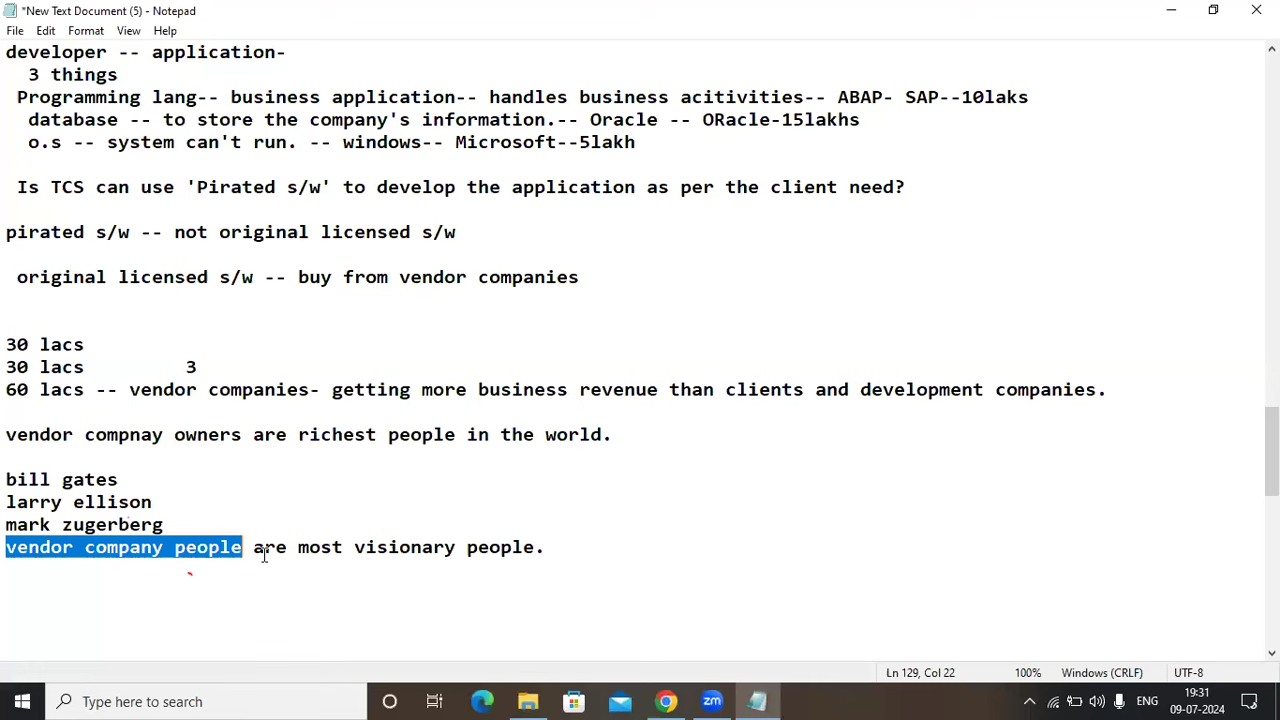 *New Text Document (5) - Notepad
File Edit Format View Help
developer -- application-
3 things
Programming lang-- business application-- handles business acitivities-- ABAP- SAP--10laks
database -- to store the company's information.-- Oracle -- ORacle-15lakhs
o.s -- system can't run. -- windows-- Microsoft--5lakh
Is TCS can use 'Pirated s/w' to develop the application as per the client need?
pirated s/w -- not original licensed s/w
original licensed s/w -- buy from vendor companies
30 lacs
30 lacs 3
60 lacs -- vendor companies- getting more business revenue than clients and development companies.
vendor compnay owners are richest people in the world.
bill gates
larry ellison
mark zugerberg
vendor company people are most visionary people.
Ln 129, Col 22 100% Windows (CRLF) UTF-8
Type here to search zm ENG 19:31
09-07-2024